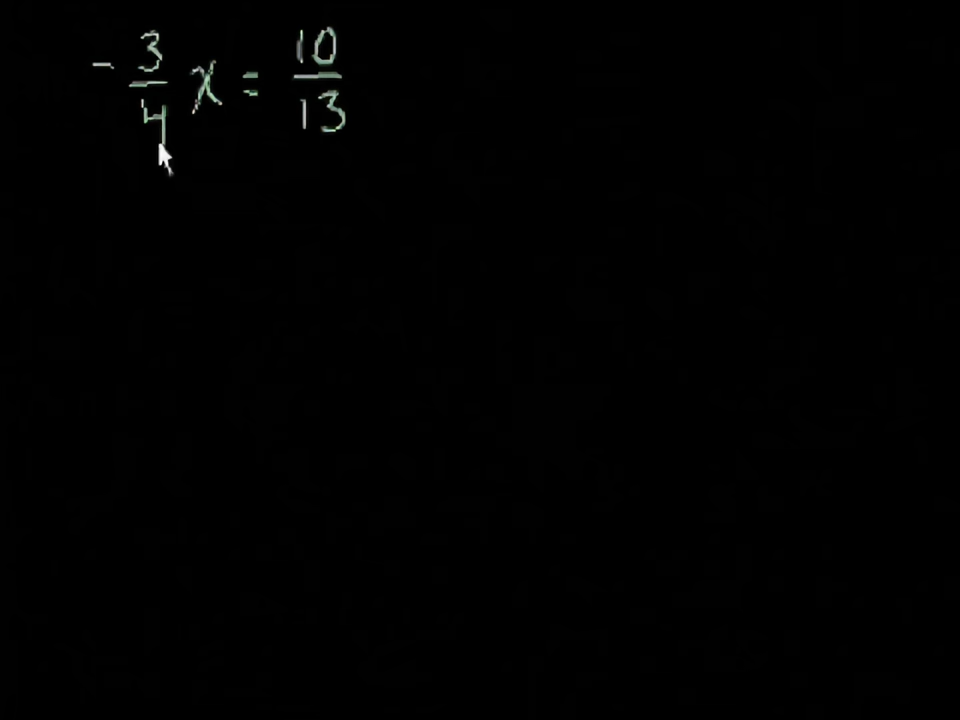 -3/4 x = 10/13